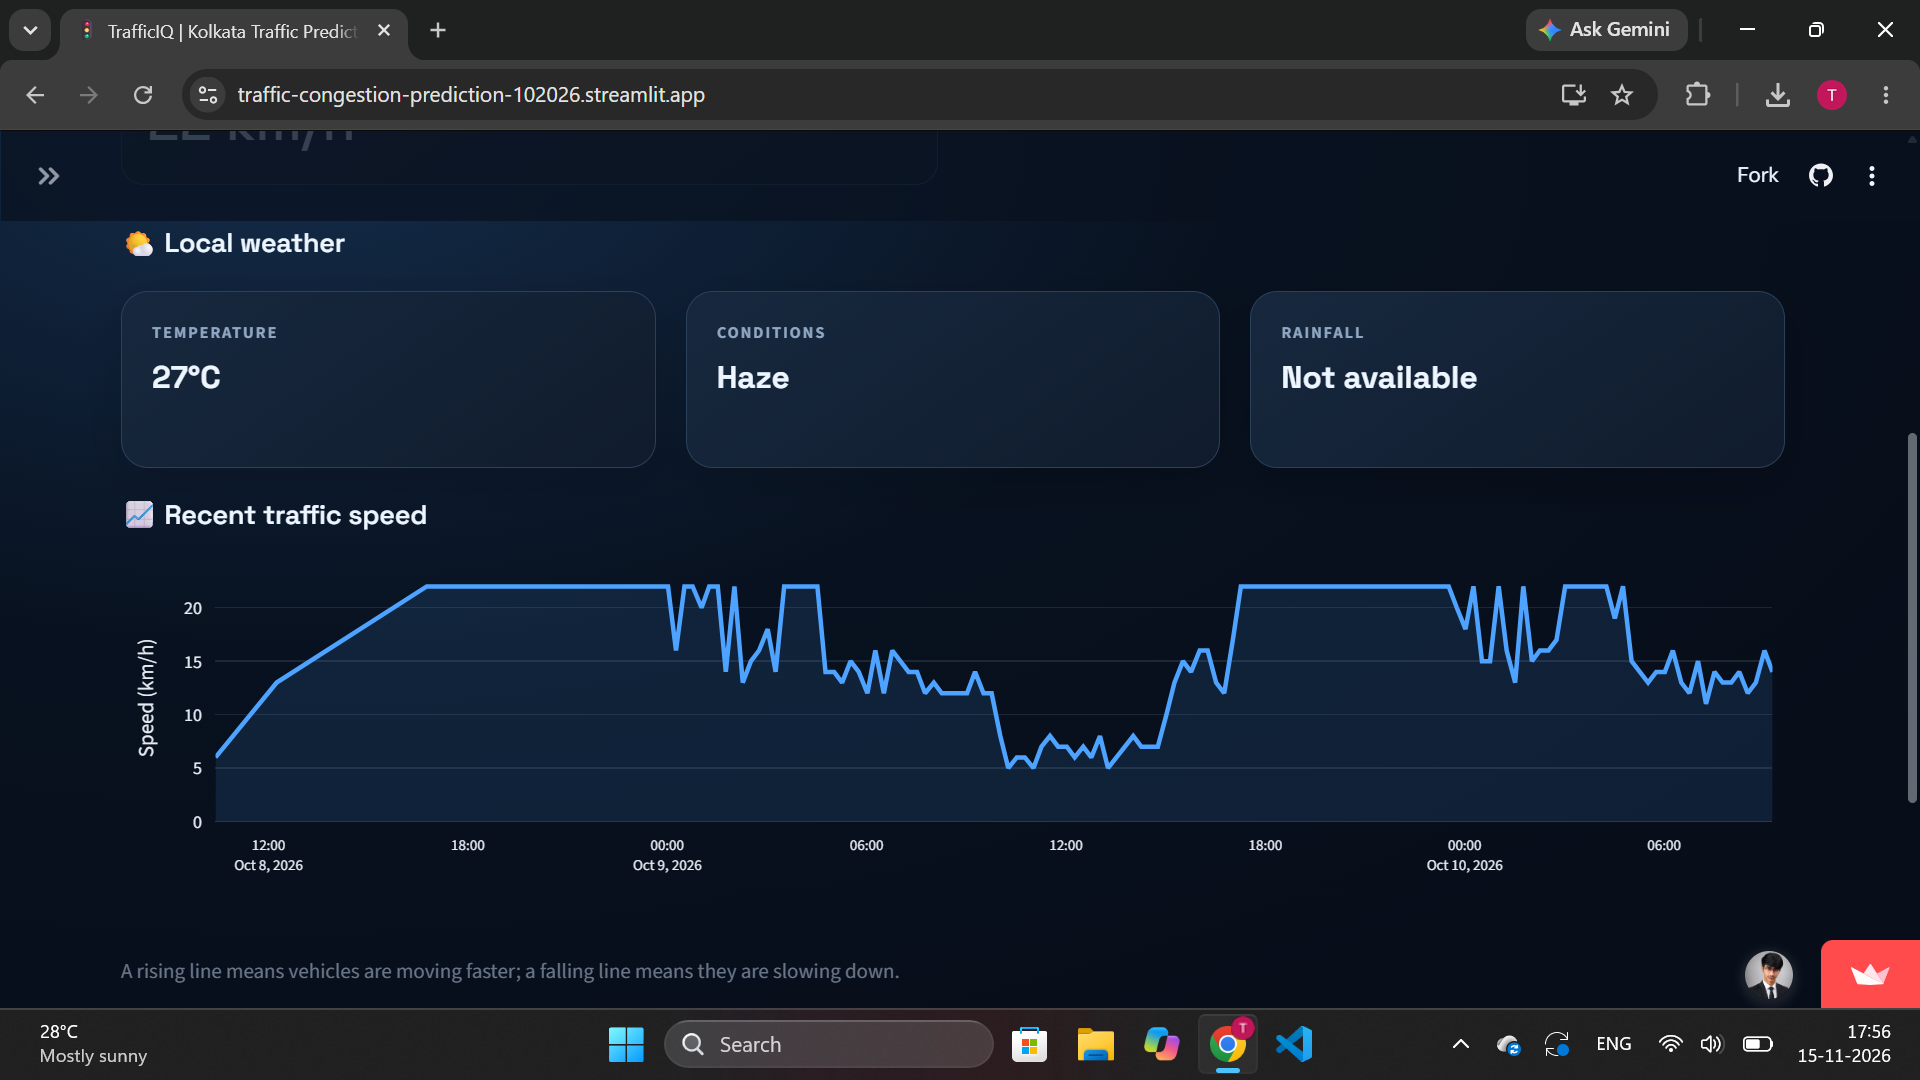 TrafficIQ | Kolkata Traffic Predict
Ask Gemini
traffic-congestion-prediction-102026.streamlit.app
T
22 km/h
Fork
Local weather
TEMPERATURE
27°C
CONDITIONS
Haze
RAINFALL
Not available
Recent traffic speed
Speed (km/h)
20
15
10
5
0
12:00
Oct 8, 2026
18:00
00:00
Oct 9, 2026
06:00
12:00
18:00
00:00
Oct 10, 2026
06:00
A rising line means vehicles are moving faster; a falling line means they are slowing down.
28°C
Mostly sunny
Search
T
ENG
17:56
15-11-2026